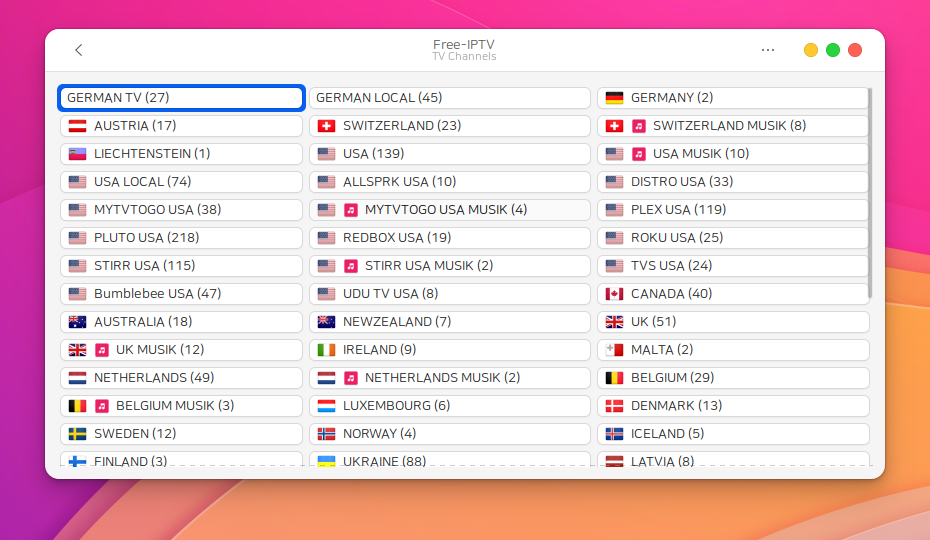 Free-IPTV
TV Channels
GERMAN TV (27)
GERMAN LOCAL (45)
GERMANY (2)
AUSTRIA (17)
SWITZERLAND (23)
SWITZERLAND MUSIK (8)
LIECHTENSTEIN (1)
USA (139)
USA MUSIK (10)
USA LOCAL (74)
ALLSPRK USA (10)
DISTRO USA (33)
MYTVTOGO USA (38)
MYTVTOGO USA MUSIK (4)
PLEX USA (119)
PLUTO USA (218)
REDBOX USA (19)
ROKU USA (25)
STIRR USA (115)
STIRR USA MUSIK (2)
TVS USA (24)
Bumblebee USA (47)
UDU TV USA (8)
CANADA (40)
AUSTRALIA (18)
NEWZEALAND (7)
UK (51)
UK MUSIK (12)
IRELAND (9)
MALTA (2)
NETHERLANDS (49)
NETHERLANDS MUSIK (2)
BELGIUM (29)
BELGIUM MUSIK (3)
LUXEMBOURG (6)
DENMARK (13)
SWEDEN (12)
NORWAY (4)
ICELAND (5)
FINLAND (3)
UKRAINE (88)
LATVIA (8)